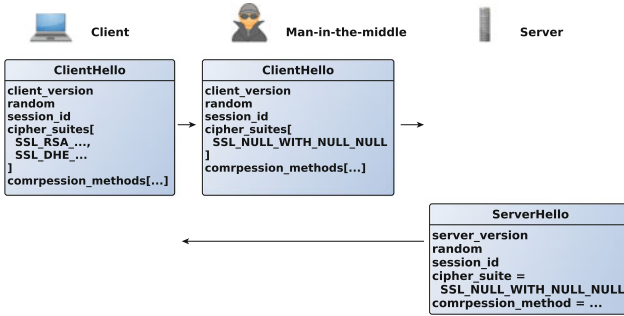 Client
Man-in-the-middle
Server
ClientHello
client_version
random
session_id
cipher_suites[
SSL_RSA_...,
SSL_DHE_...
]
comrpession_methods[...]
ClientHello
client_version
random
session_id
cipher_suites[
SSL_NULL_WITH_NULL_NULL
]
comrpession_methods[...]
ServerHello
server_version
random
session_id
cipher_suite =
SSL_NULL_WITH_NULL_NULL
comrpession_method = ...